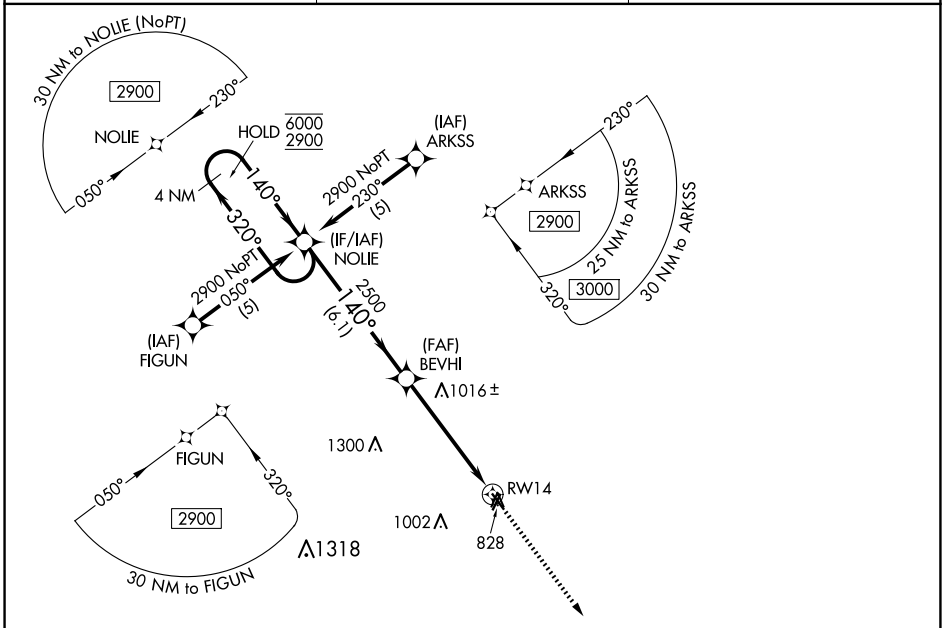 30 NM to NOLIE (NoPT)
2900
230°
NOLIE
050°
HOLD 6000
2900
(IAF)
ARKSS
4 NM
140°
320°
2900 NoPT
230°
(5)
(IF/IAF)
NOLIE
2900 NoPT
050°
(5)
(IAF)
FIGUN
2500
140°
(6.1)
(FAF)
BEVHI
1016 ±
1300
RW14
1002
828
1318
230°
ARKSS
2900
25 NM to ARKSS
3000
30 NM to ARKSS
320°
FIGUN
050°
320°
2900
30 NM to FIGUN